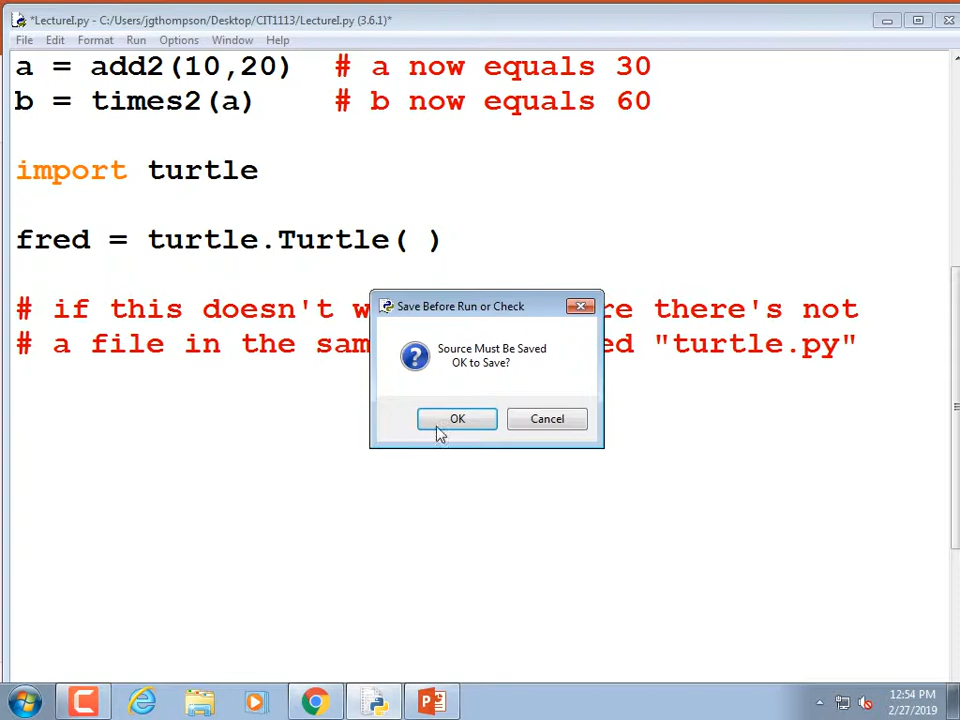 *LectureI.py - C:/Users/jgthompson/Desktop/CIT1113/LectureI.py (3.6.1)*
File Edit Format Run Options Window Help
a = add2(10,20) # a now equals 30
b = times2(a) # b now equals 60
import turtle
fred = turtle.Turtle( )
# if this doesn't w re there's not
# a file in the sam ed "turtle.py"
Save Before Run or Check
Source Must Be Saved
OK to Save?
OK Cancel
12:54 PM
2/27/2019